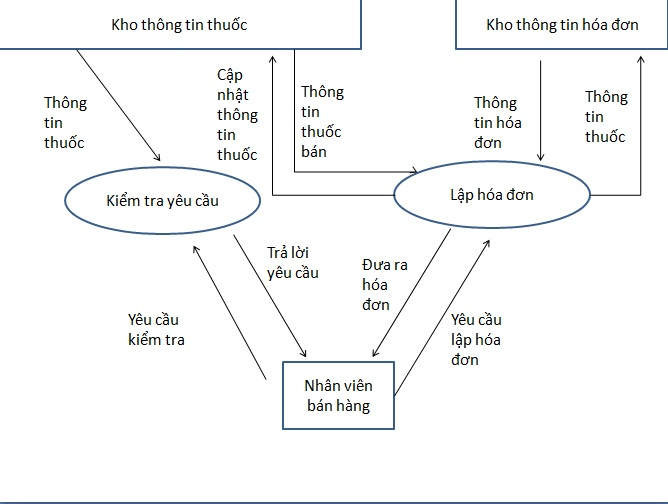 Kho thông tin thuốc
Kho thông tin hóa đơn
Thông
tin
thuốc
Cập
nhật
thông
tin
thuốc
Thông
tin
thuốc
bán
Thông
tin hóa
đơn
Thông
tin
thuốc
Kiểm tra yêu cầu
Lập hóa đơn
Trả lời
yêu cầu
Đưa ra
hóa
đơn
Yêu cầu
kiểm tra
Yêu cầu
lập hóa
đơn
Nhân viên
bán hàng